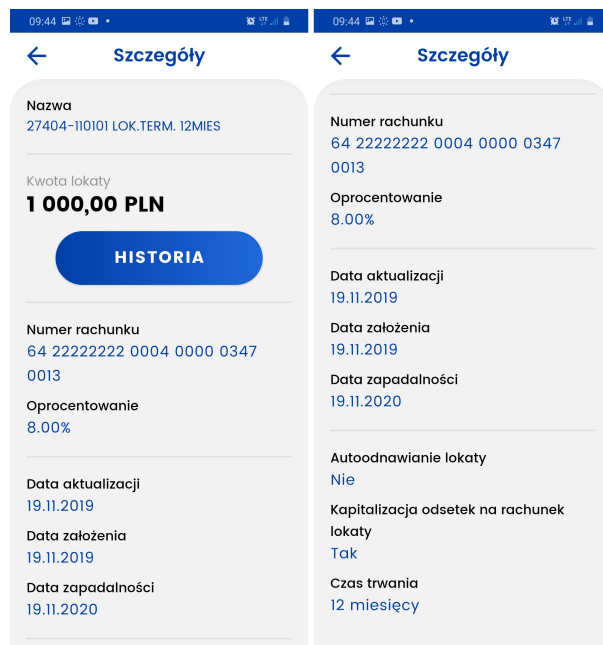 09:44
Szczegóły
Nazwa
27404-110101 LOK.TERM. 12MIES
Kwota lokaty
1 000,00 PLN
HISTORIA
Numer rachunku
64 22222222 0004 0000 0347
0013
Oprocentowanie
8.00%
Data aktualizacji
19.11.2019
Data założenia
19.11.2019
Data zapadalności
19.11.2020
09:44
Szczegóły
Numer rachunku
64 22222222 0004 0000 0347
0013
Oprocentowanie
8.00%
Data aktualizacji
19.11.2019
Data założenia
19.11.2019
Data zapadalności
19.11.2020
Autoodnawianie lokaty
Nie
Kapitalizacja odsetek na rachunek
lokaty
Tak
Czas trwania
12 miesięcy